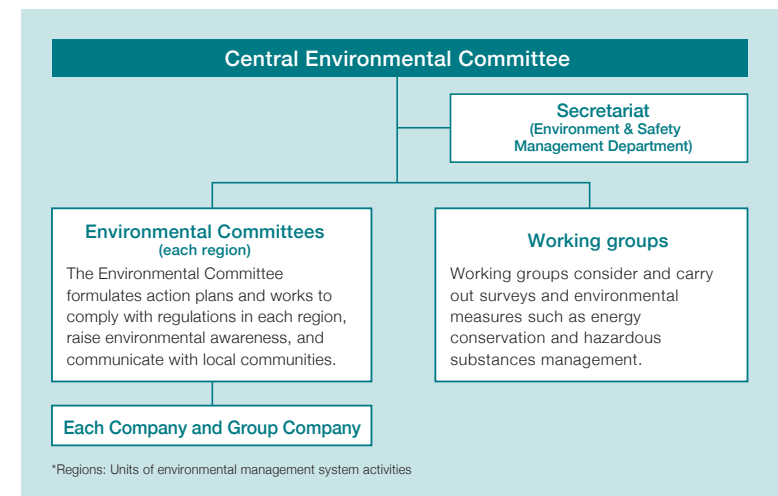 Central Environmental Committee
Secretariat
(Environment & Safety
Management Department)
Environmental Committees
(each region)
The Environmental Committee
formulates action plans and works to
comply with regulations in each region,
raise environmental awareness, and
communicate with local communities.
Working groups
Working groups consider and carry
out surveys and environmental
measures such as energy
conservation and hazardous
substances management.
Each Company and Group Company
*Regions: Units of environmental management system activities